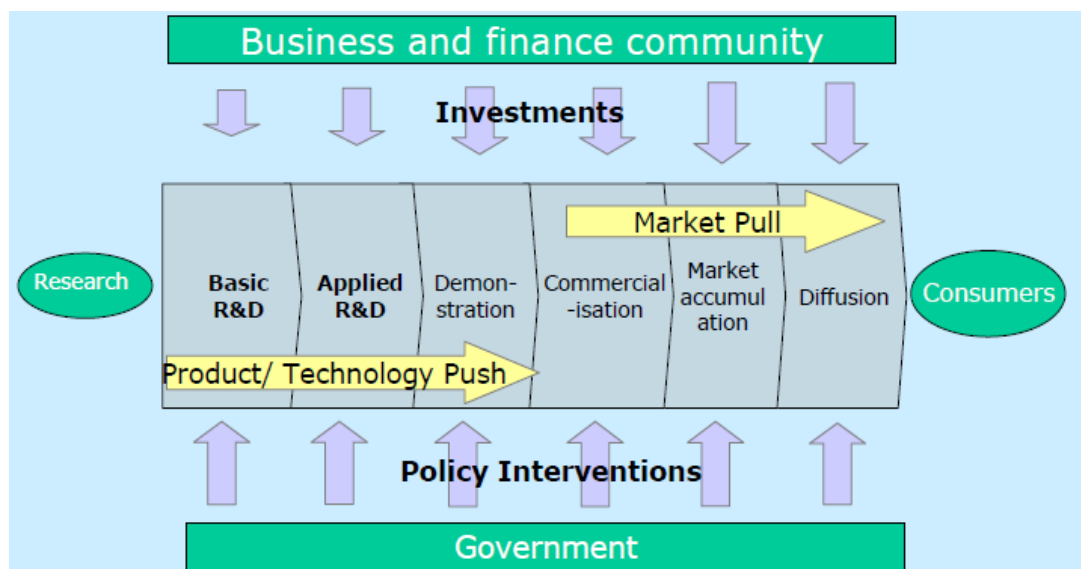 Business and finance community
Investments
Market Pull
Research
Basic
R&D
Applied
R&D
Demon-
stration
Commercial
-isation
Market
accumul
ation
Diffusion
Consumers
Product/ Technology Push
Policy Interventions
Government